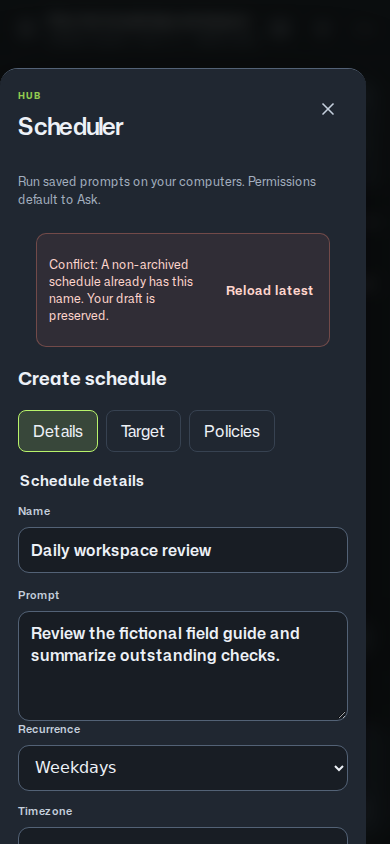 HUB
Scheduler
Run saved prompts on your computers. Permissions
default to Ask.
Conflict: A non-archived
schedule already has this
name. Your draft is
preserved.
Reload latest
Create schedule
Details
Target
Policies
Schedule details
Name
Daily workspace review
Prompt
Review the fictional field guide and
summarize outstanding checks.
Recurrence
Weekdays
Timezone